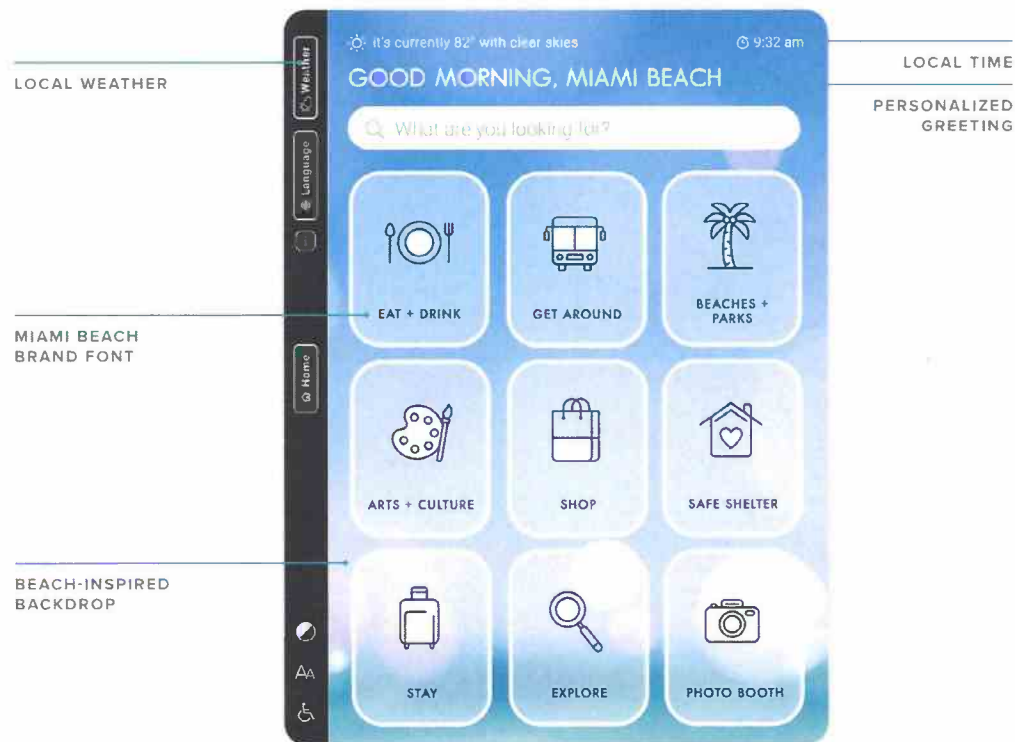 LOCAL WEATHER
MIAMI BEACH
BRAND FONT
BEACH-INSPIRED
BACKDROP
Weather
Language
Home
AA
it's currently 82° with clear skies
9:32 am
GOOD MORNING, MIAMI BEACH
What are you looking for?
EAT + DRINK
GET AROUND
BEACHES +
PARKS
ARTS + CULTURE
SHOP
SAFE SHELTER
STAY
EXPLORE
PHOTO BOOTH
LOCAL TIME
PERSONALIZED
GREETING